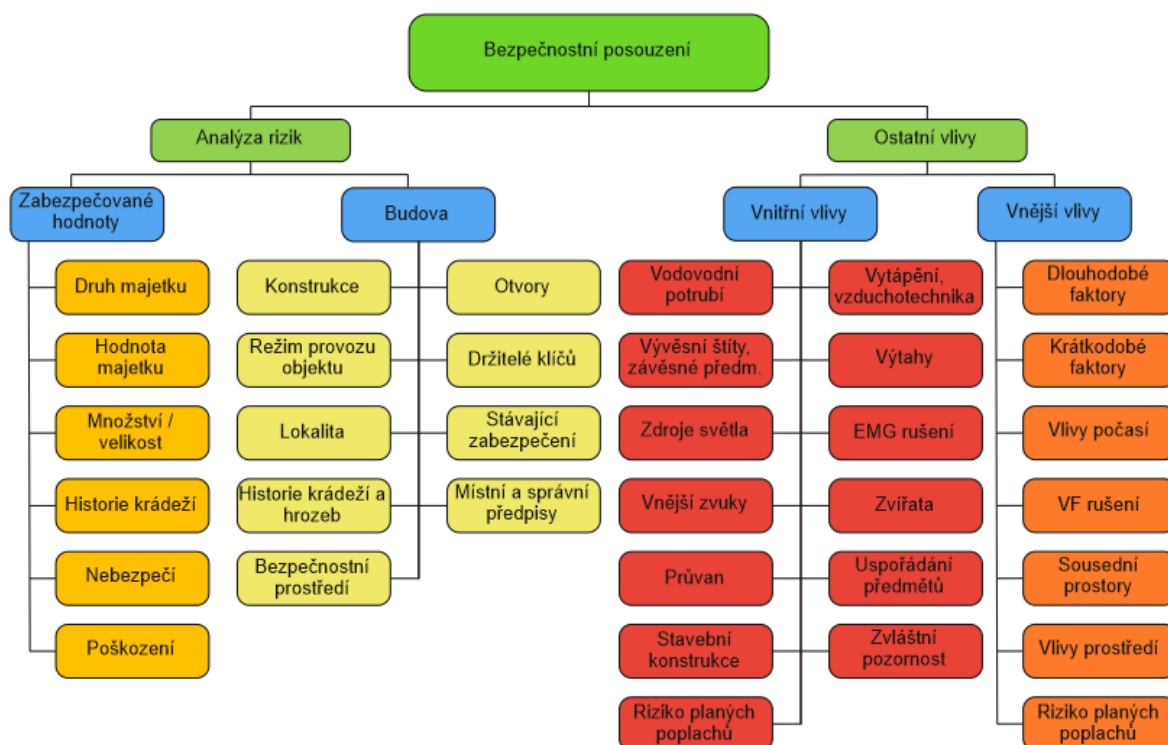 Bezpečnostní posouzení
Analýza rizik
Ostatní vlivy
Zabezpečované
hodnoty
Budova
Vnitřní vlivy
Vnější vlivy
Druh majetku
Hodnota
majetku
Množství /
velikost
Historie krádeží
Nebezpečí
Poškození
Konstrukce
Režim provozu
objektu
Lokalita
Historie krádeží a
hrozeb
Bezpečnostní
prostředí
Otvory
Držitelé klíčů
Stávající
zabezpečení
Místní a správní
předpisy
Vodovodní
potrubí
Vývěsní štíty,
závěsné předm.
Zdroje světla
Vnější zvuky
Průvan
Stavební
konstrukce
Riziko planých
poplachů
Vytápění,
vzduchotechnika
Výtahy
EMG rušení
Zvířata
Uspořádání
předmětů
Zvláštní
pozornost
Dlouhodobé
faktory
Krátkodobé
faktory
Vlivy počasí
VF rušení
Sousední
prostory
Vlivy prostředí
Riziko planých
poplachů